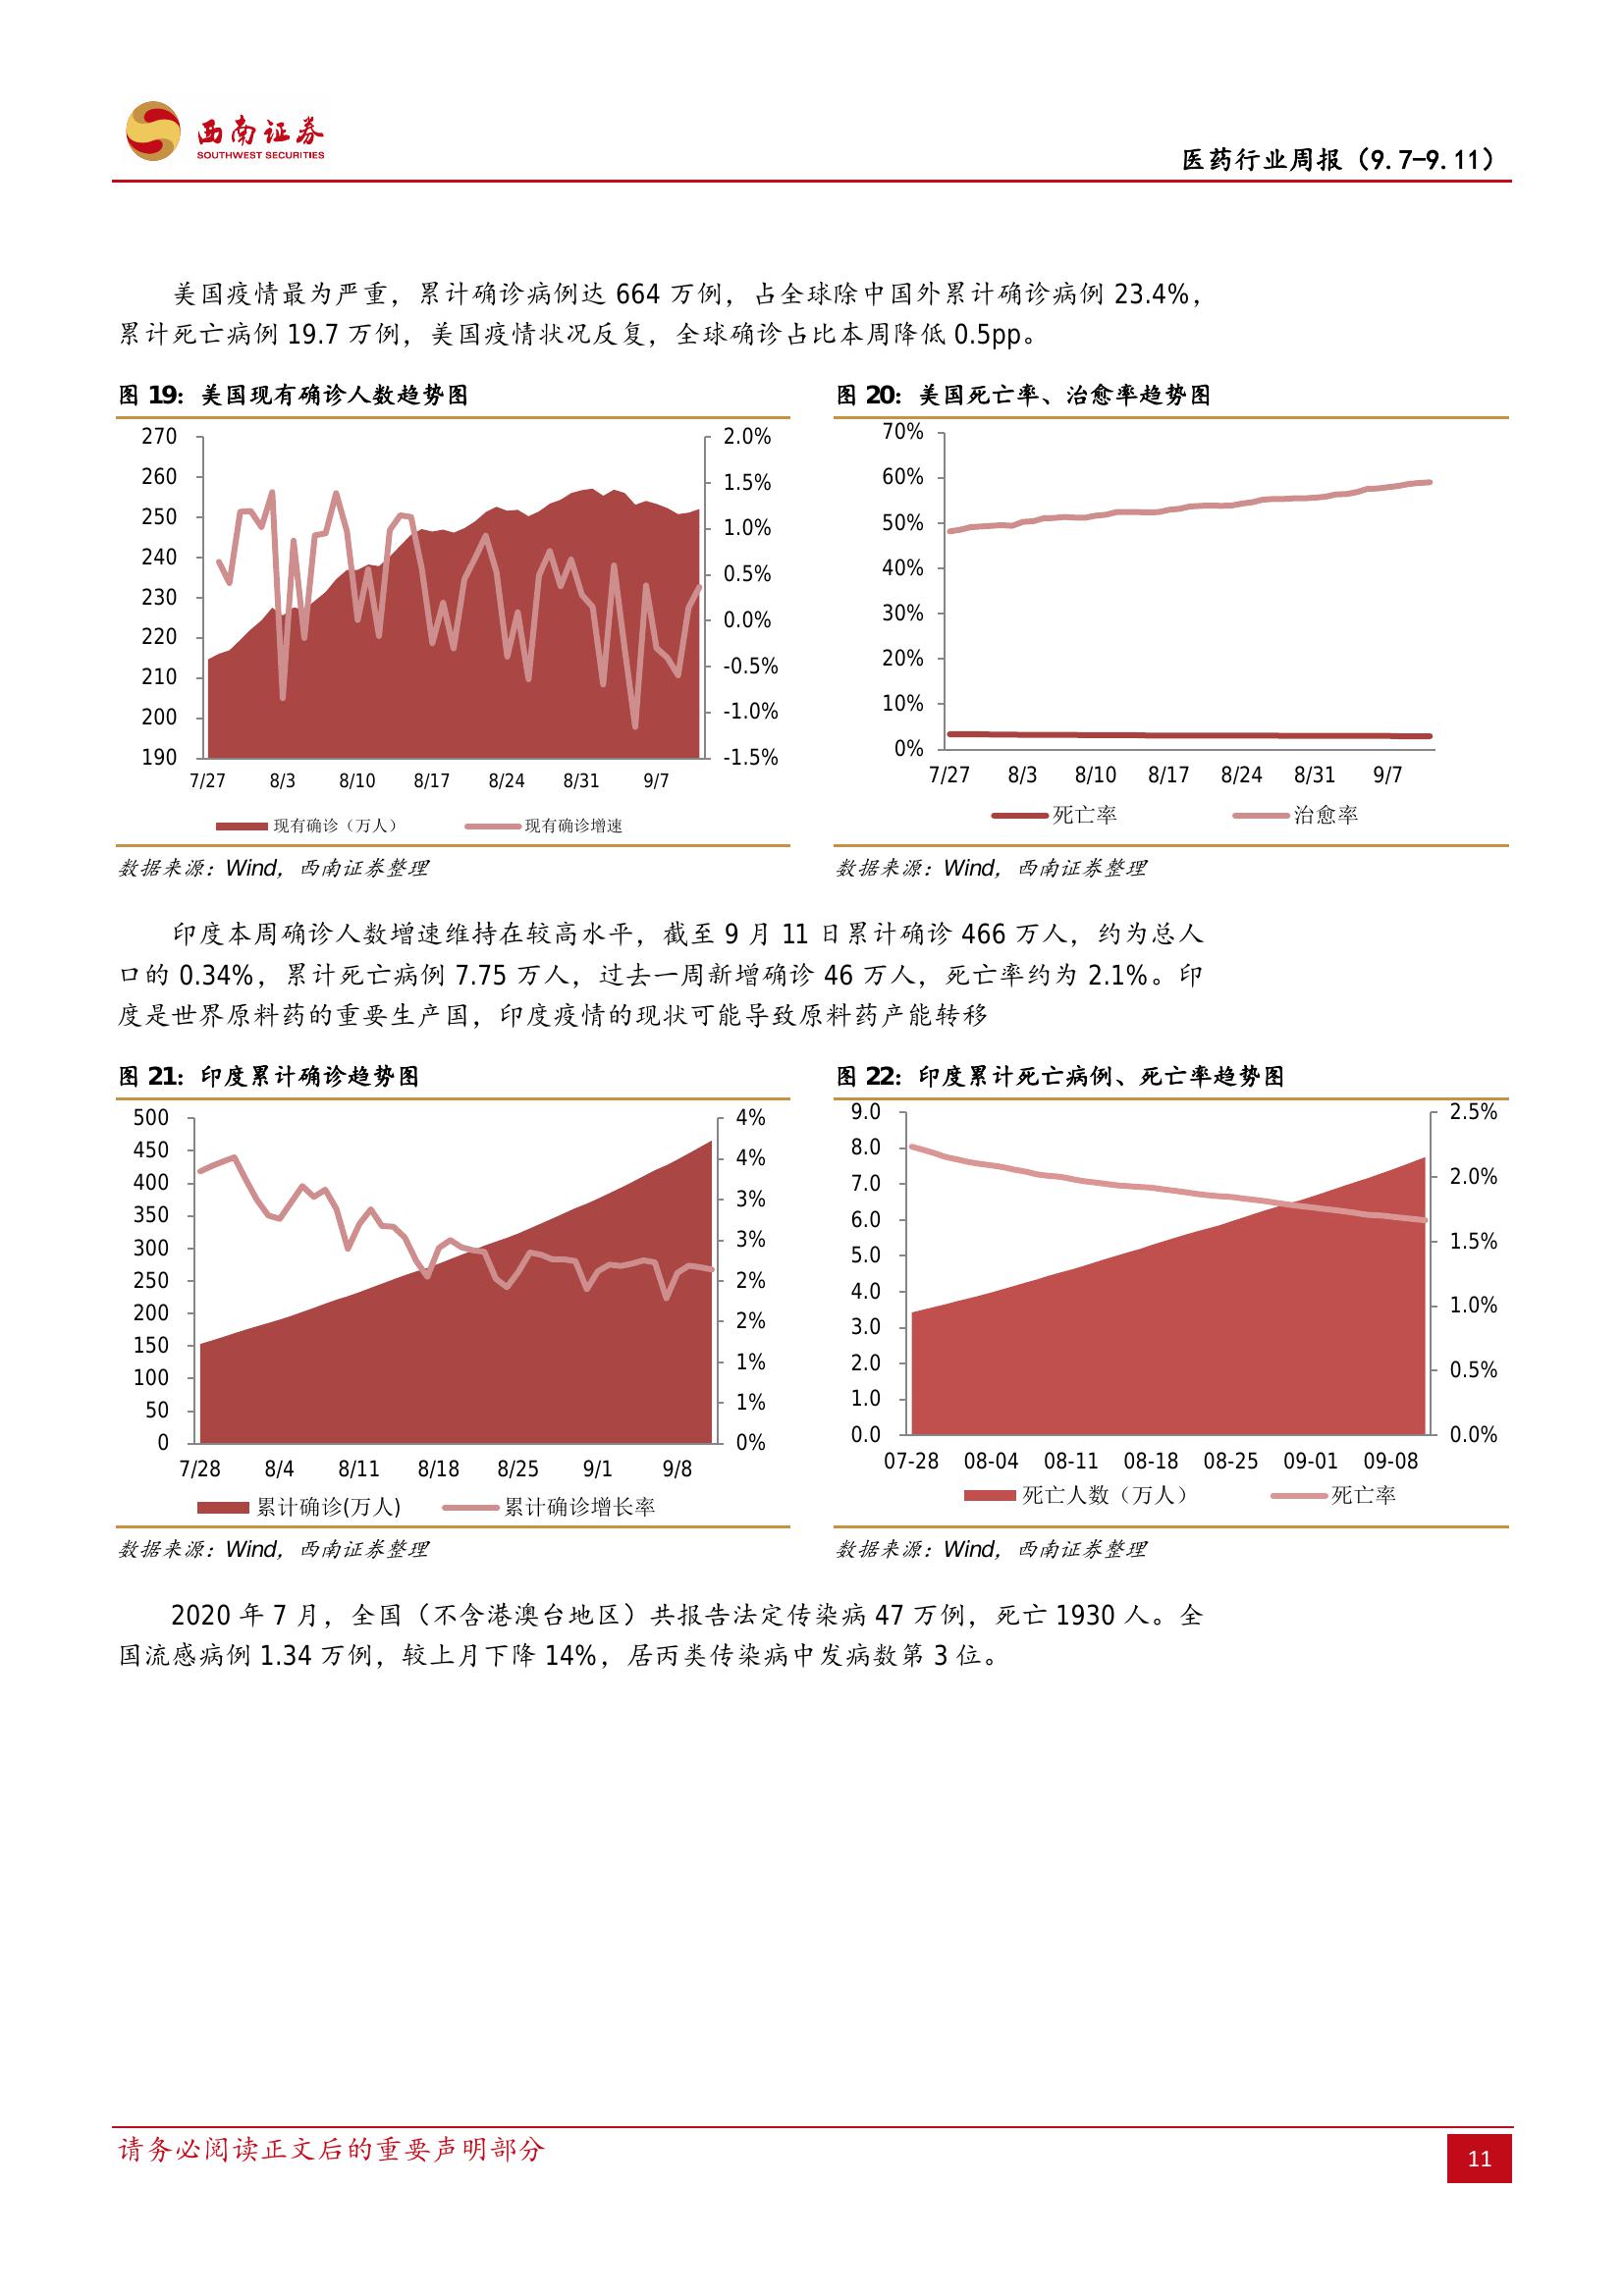 西南证券
SOUTHWEST SECURITIES
医药行业周报（9.7-9.11）
美国疫情最为严重，累计确诊病例达 664 万例，占全球除中国外累计确诊病例 23.4%，
累计死亡病例 19.7 万例，美国疫情状况反复，全球确诊占比本周降低 0.5pp。
图 19：美国现有确诊人数趋势图
270
260
250
240
230
220
210
200
190
2.0%
1.5%
1.0%
0.5%
0.0%
-0.5%
-1.0%
-1.5%
7/27 8/3 8/10 8/17 8/24 8/31 9/7
现有确诊（万人） 现有确诊增速
数据来源：Wind，西南证券整理
图 20：美国死亡率、治愈率趋势图
70%
60%
50%
40%
30%
20%
10%
0%
7/27 8/3 8/10 8/17 8/24 8/31 9/7
死亡率 治愈率
数据来源：Wind，西南证券整理
印度本周确诊人数增速维持在较高水平，截至 9 月 11 日累计确诊 466 万人，约为总人
口的 0.34%，累计死亡病例 7.75 万人，过去一周新增确诊 46 万人，死亡率约为 2.1%。印
度是世界原料药的重要生产国，印度疫情的现状可能导致原料药产能转移
图 21：印度累计确诊趋势图
500
450
400
350
300
250
200
150
100
50
0
4%
4%
3%
3%
2%
2%
1%
1%
0%
7/28 8/4 8/11 8/18 8/25 9/1 9/8
累计确诊(万人) 累计确诊增长率
数据来源：Wind，西南证券整理
图 22：印度累计死亡病例、死亡率趋势图
9.0
8.0
7.0
6.0
5.0
4.0
3.0
2.0
1.0
0.0
2.5%
2.0%
1.5%
1.0%
0.5%
0.0%
07-28 08-04 08-11 08-18 08-25 09-01 09-08
死亡人数（万人） 死亡率
数据来源：Wind，西南证券整理
2020 年 7 月，全国（不含港澳台地区）共报告法定传染病 47 万例，死亡 1930 人。全
国流感病例 1.34 万例，较上月下降 14%，居丙类传染病中发病数第 3 位。
请务必阅读正文后的重要声明部分
11